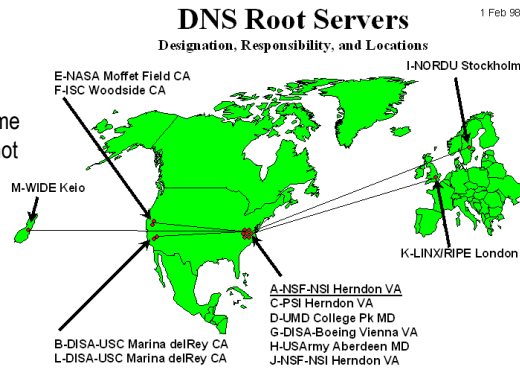 DNS Root Servers
1 Feb 98
Designation, Responsibility, and Locations
I-NORDU Stockholm
E-NASA Moffet Field CA
F-ISC Woodside CA
M-WIDE Keio
K-LINX/RIPE London
A-NSF-NSI Herndon VA
C-PSI Herndon VA
D-UMD College Pk MD
G-DISA-Boeing Vienna VA
H-USArmy Aberdeen MD
J-NSF-NSI Herndon VA
B-DISA-USC Marina delRey CA
L-DISA-USC Marina delRey CA